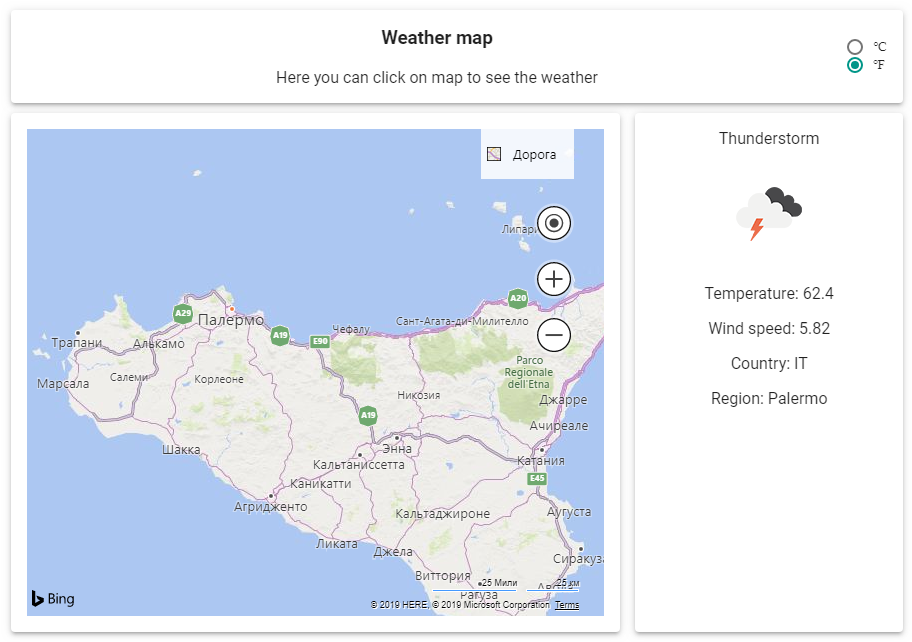 Weather map
Here you can click on map to see the weather
°C
°F
Дорога
Липари
A20
A29
Палермо
A19
E90
Чефалу
Сант-Агата-ди-Милителло
Трапани
Алькамо
Parco
Regionale
dell'Etna
Марсала
Салеми
Корлеоне
Никозия
Джарре
A19
Ачиреале
Шакка
Энна
Кальтаниссетта
Катания
Каникатти
E45
Агридженто
Кальтаджироне
Аугуста
Ликата
Джела
Сиракуза
Виттория
25 Мили
25 км
Рагуза
Bing
© 2019 HERE, © 2019 Microsoft Corporation Terms
Thunderstorm
Temperature: 62.4
Wind speed: 5.82
Country: IT
Region: Palermo